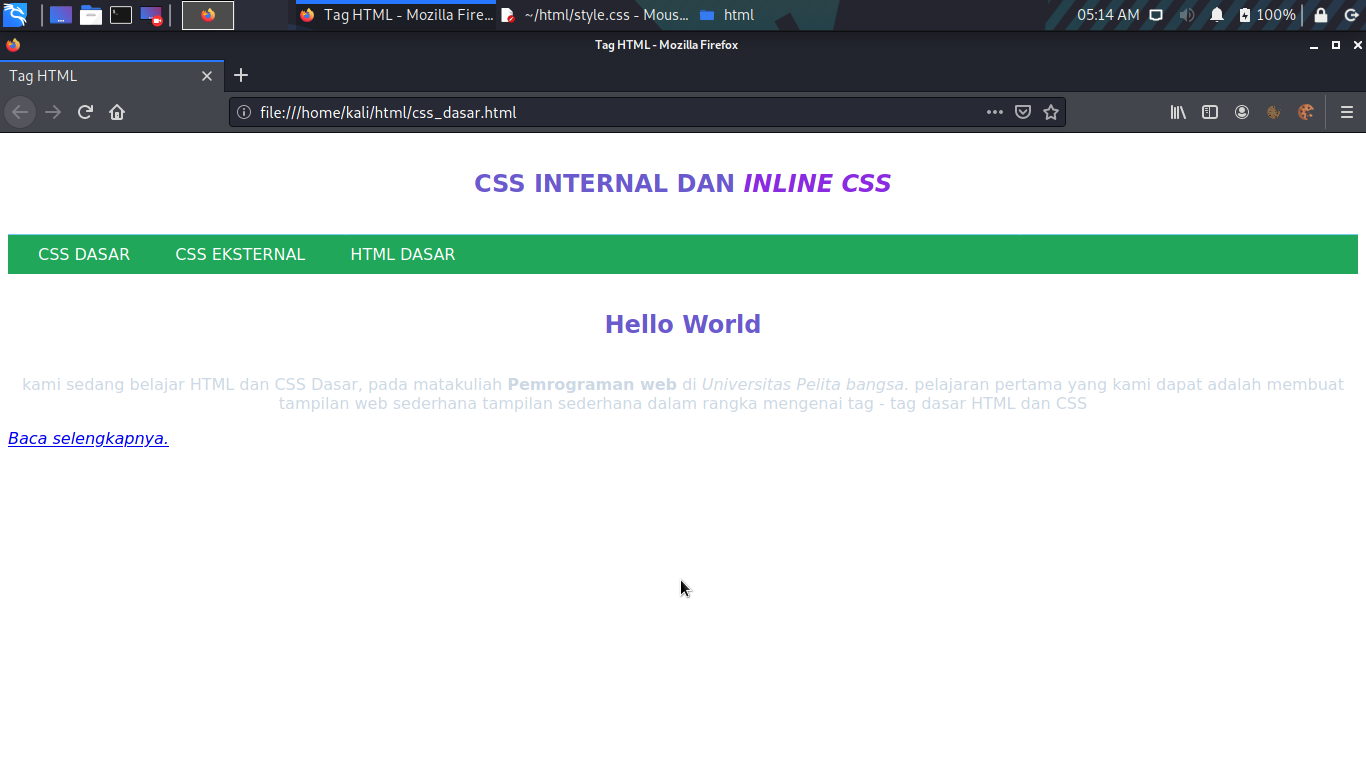 Tag HTML - Mozilla Fire... ~/html/style.css - Mous... html 05:14 AM 100%
Tag HTML - Mozilla Firefox
Tag HTML
file:///home/kali/html/css_dasar.html
CSS INTERNAL DAN INLINE CSS
CSS DASAR CSS EKSTERNAL HTML DASAR
Hello World
kami sedang belajar HTML dan CSS Dasar, pada matakuliah Pemrograman web di Universitas Pelita bangsa. pelajaran pertama yang kami dapat adalah membuat
tampilan web sederhana tampilan sederhana dalam rangka mengenai tag - tag dasar HTML dan CSS
Baca selengkapnya.